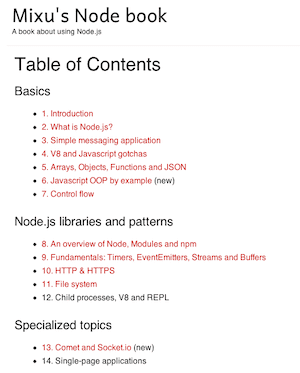 Mixu's Node book
A book about using Node.js
Table of Contents
Basics
1. Introduction
2. What is Node.js?
3. Simple messaging application
4. V8 and Javascript gotchas
5. Arrays, Objects, Functions and JSON
6. Javascript OOP by example (new)
7. Control flow
Node.js libraries and patterns
8. An overview of Node, Modules and npm
9. Fundamentals: Timers, EventEmitters, Streams and Buffers
10. HTTP & HTTPS
11. File system
12. Child processes, V8 and REPL
Specialized topics
13. Comet and Socket.io (new)
14. Single-page applications